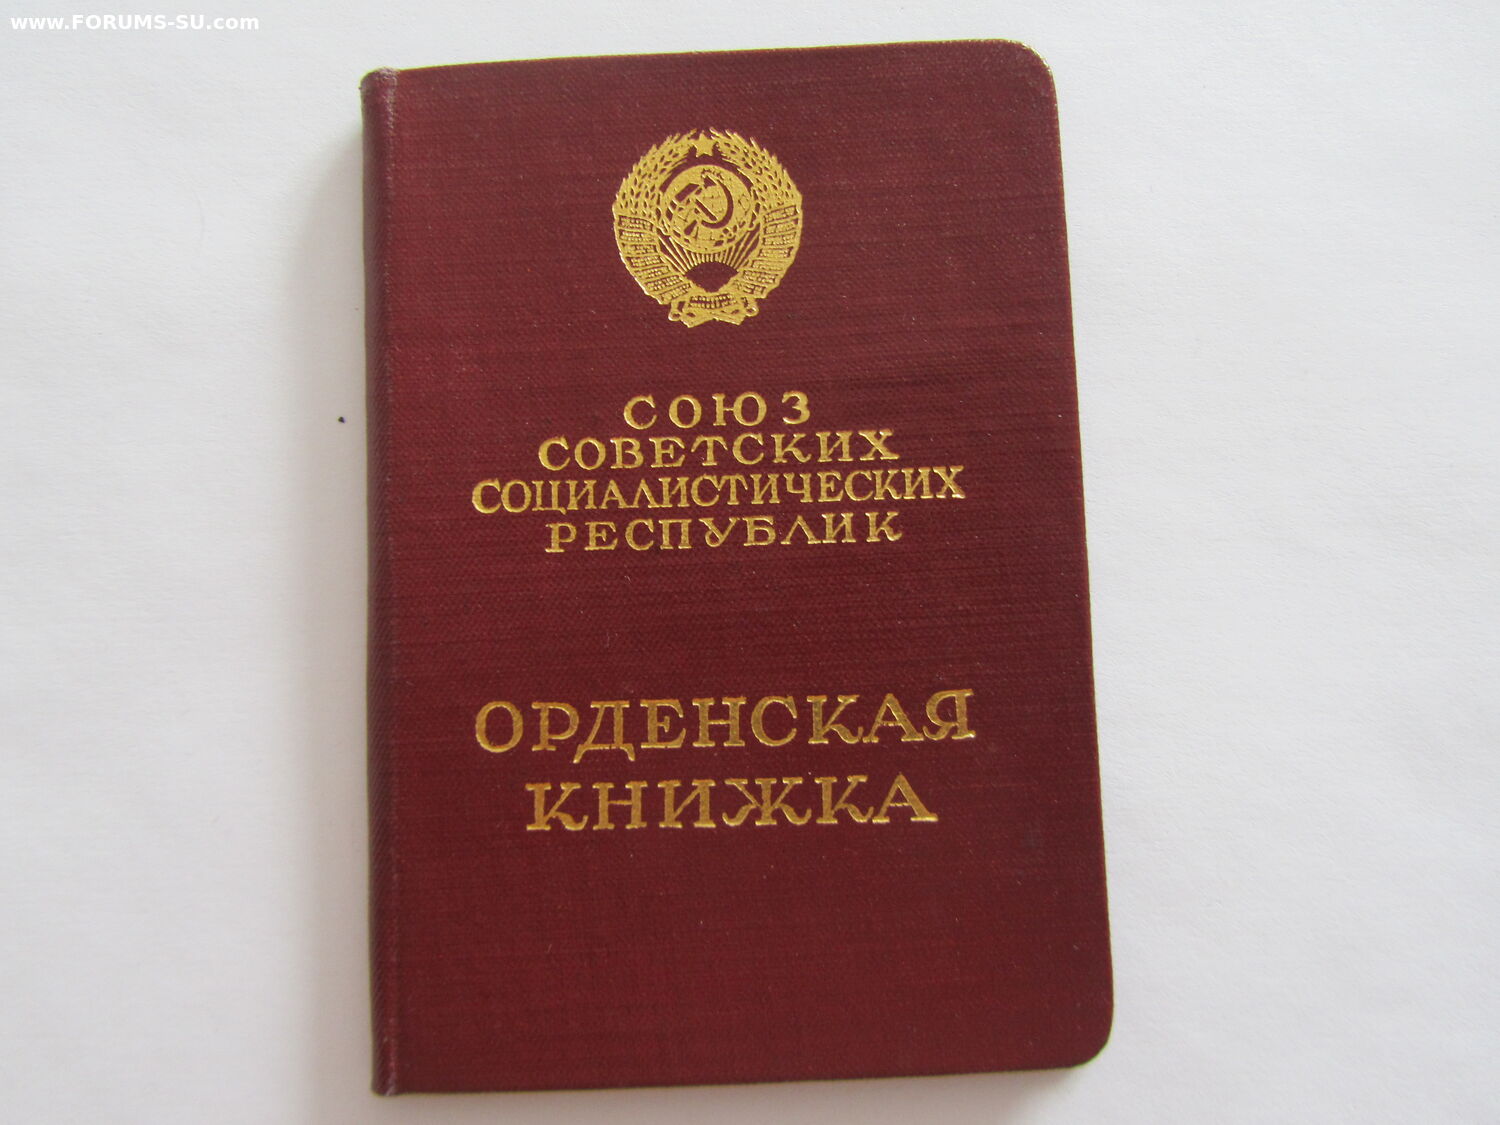 www.FORUMS-SU.com
СОЮЗ
СОВЕТСКИХ
СОЦИАЛИСТИЧЕСКИХ
РЕСПУБЛИК
ОРДЕНСКАЯ
КНИЖКА